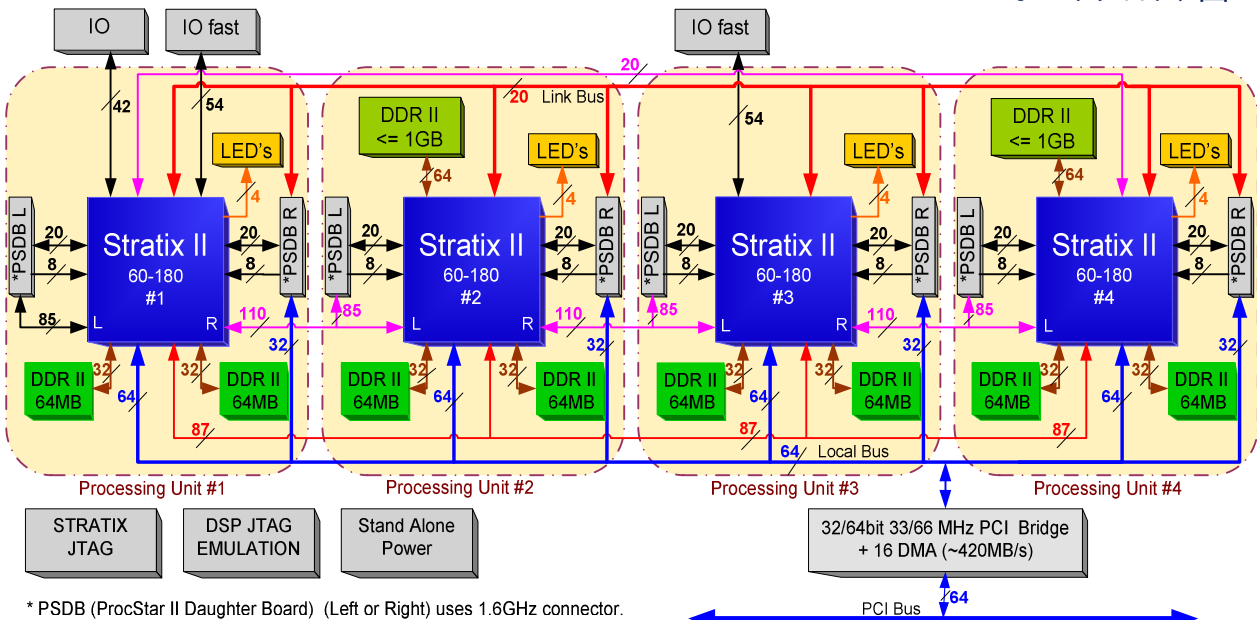 IO
IO fast
IO fast
20
42
54
20 Link Bus
54
DDR II
<= 1GB
DDR II
<= 1GB
LED's
LED's
LED's
LED's
64
64
4
4
4
4
*PSDB L
20
8
Stratix II
60-180
#1
L
R
20
8
*PSDB R
*PSDB L
20
8
Stratix II
60-180
#2
L
R
20
8
*PSDB R
*PSDB L
20
8
Stratix II
60-180
#3
L
R
20
8
*PSDB R
*PSDB L
20
8
Stratix II
60-180
#4
L
20
8
*PSDB R
85
110
85
110
85
110
85
32
32
32
32
DDR II
64MB
32
64
32
DDR II
64MB
DDR II
64MB
32
64
32
DDR II
64MB
DDR II
64MB
32
64
32
DDR II
64MB
DDR II
64MB
32
64
32
DDR II
64MB
87
87
87
64 Local Bus
Processing Unit #1
Processing Unit #2
Processing Unit #3
Processing Unit #4
STRATIX
JTAG
DSP JTAG
EMULATION
Stand Alone
Power
32/64bit 33/66 MHz PCI Bridge
+ 16 DMA (~420MB/s)
64
PCI Bus
* PSDB (ProcStar II Daughter Board) (Left or Right) uses 1.6GHz connector.